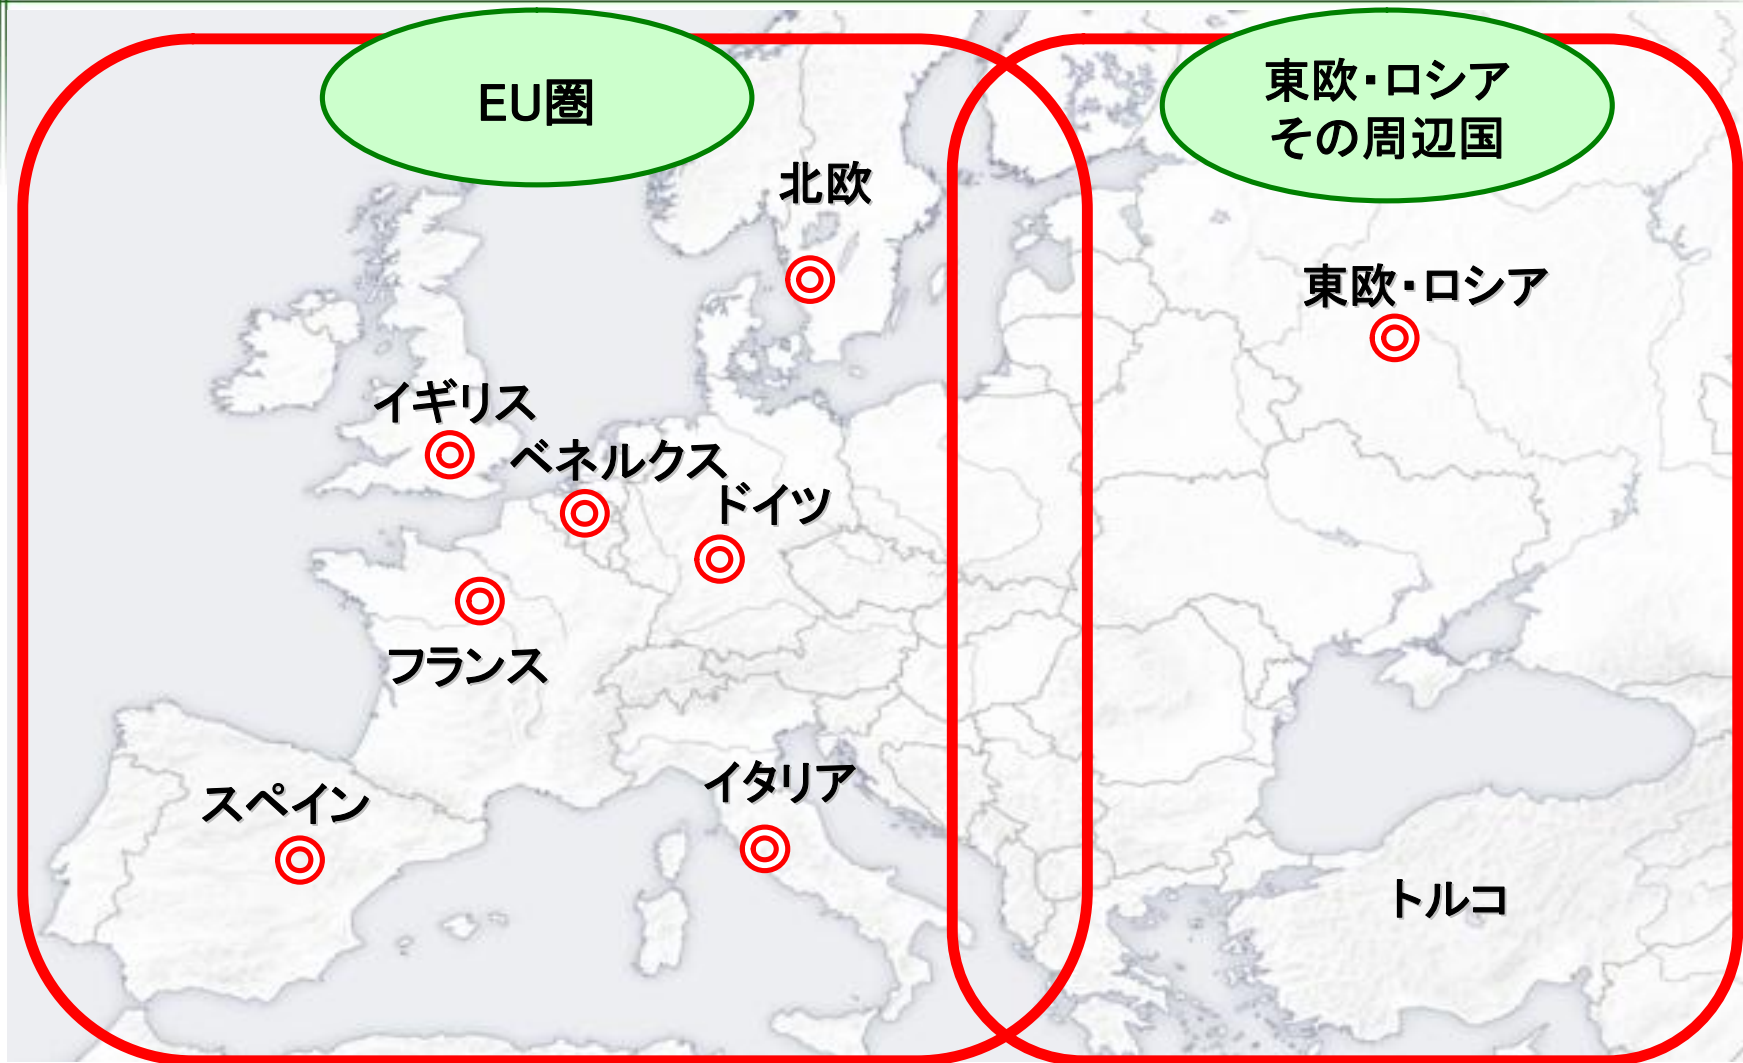 EU圏
東欧・ロシア
その周辺国
北欧
東欧・ロシア
イギリス
ベネルクス
ドイツ
フランス
イタリア
スペイン
トルコ